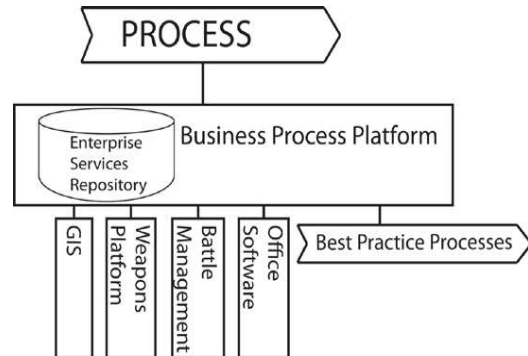 PROCESS
Business Process Platform
Enterprise
Services
Repository
GIS
Weapons
Platform
Battle
Management
Office
Software
Best Practice Processes